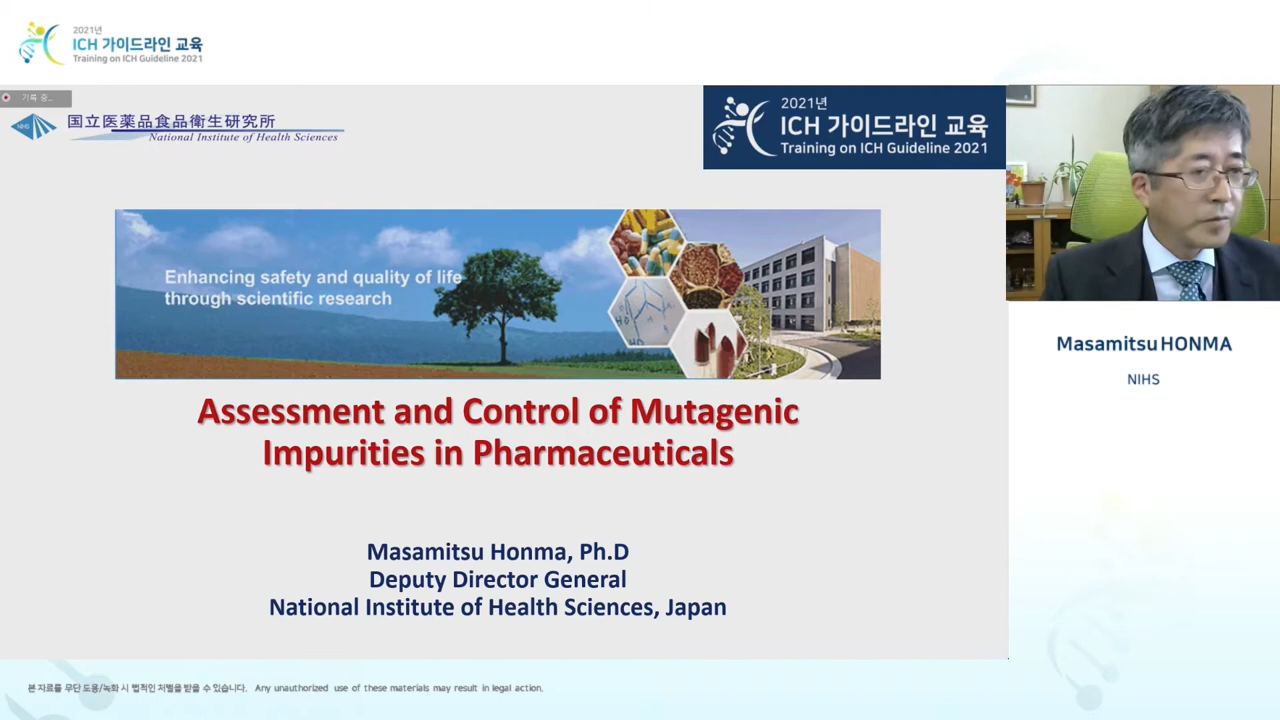 2021년
ICH 가이드라인 교육
Training on ICH Guideline 2021
기록 중...
NIHS
国立医薬品食品衛生研究所
National Institute of Health Sciences
2021년
ICH 가이드라인 교육
Training on ICH Guideline 2021
Enhancing safety and quality of life
through scientific research
HO
Assessment and Control of Mutagenic
Impurities in Pharmaceuticals
Masamitsu HONMA
NIHS
Masamitsu Honma, Ph.D
Deputy Director General
National Institute of Health Sciences, Japan
본 자료를 무단 도용/녹화 시 법적인 처벌을 받을 수 있습니다. Any unauthorized use of these materials may result in legal action.